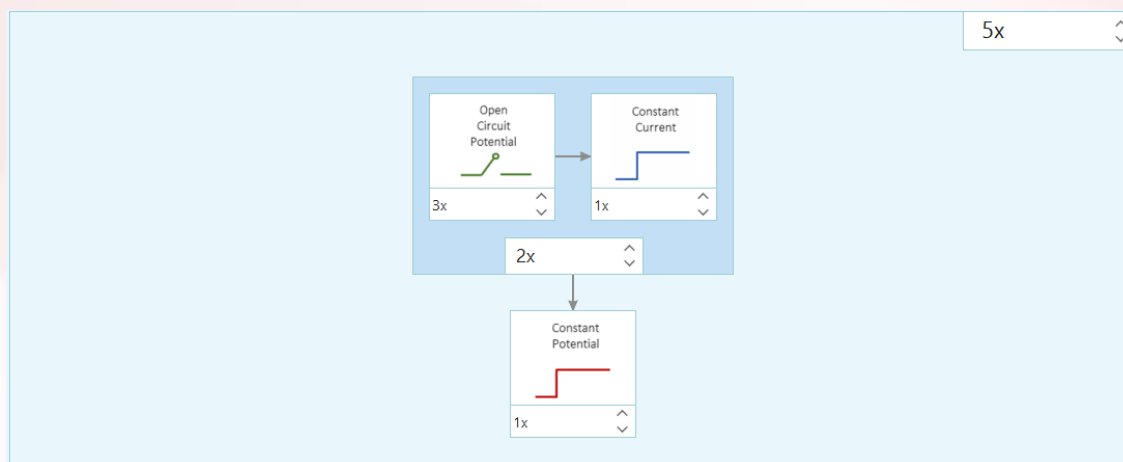 5x
Open
Circuit
Potential
Constant
Current
3x
1x
2x
Constant
Potential
1x